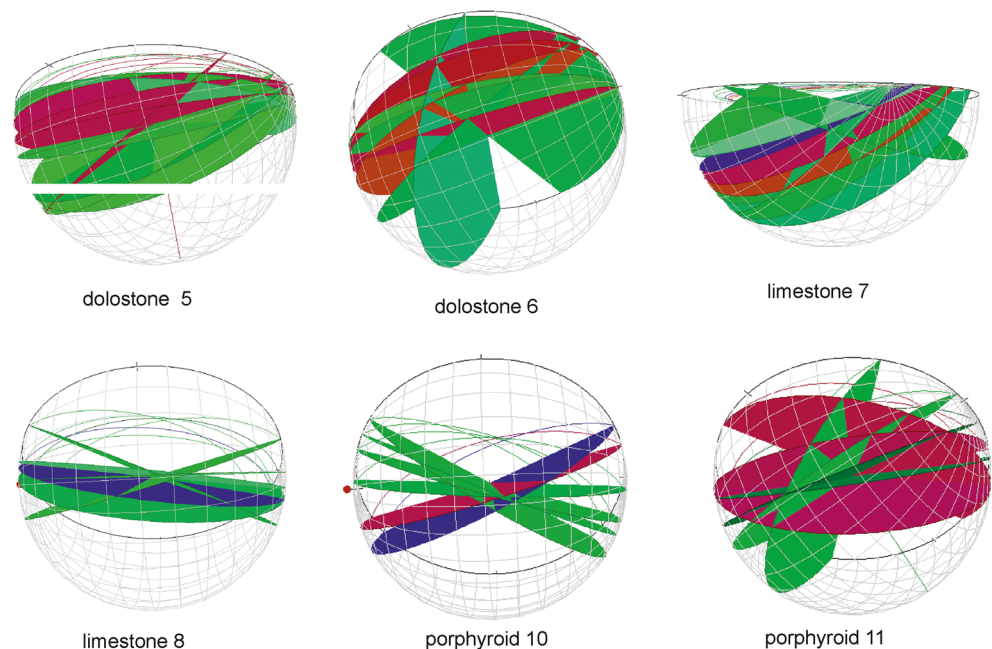 dolostone 5
dolostone 6
limestone 7
limestone 8
porphyroid 10
porphyroid 11